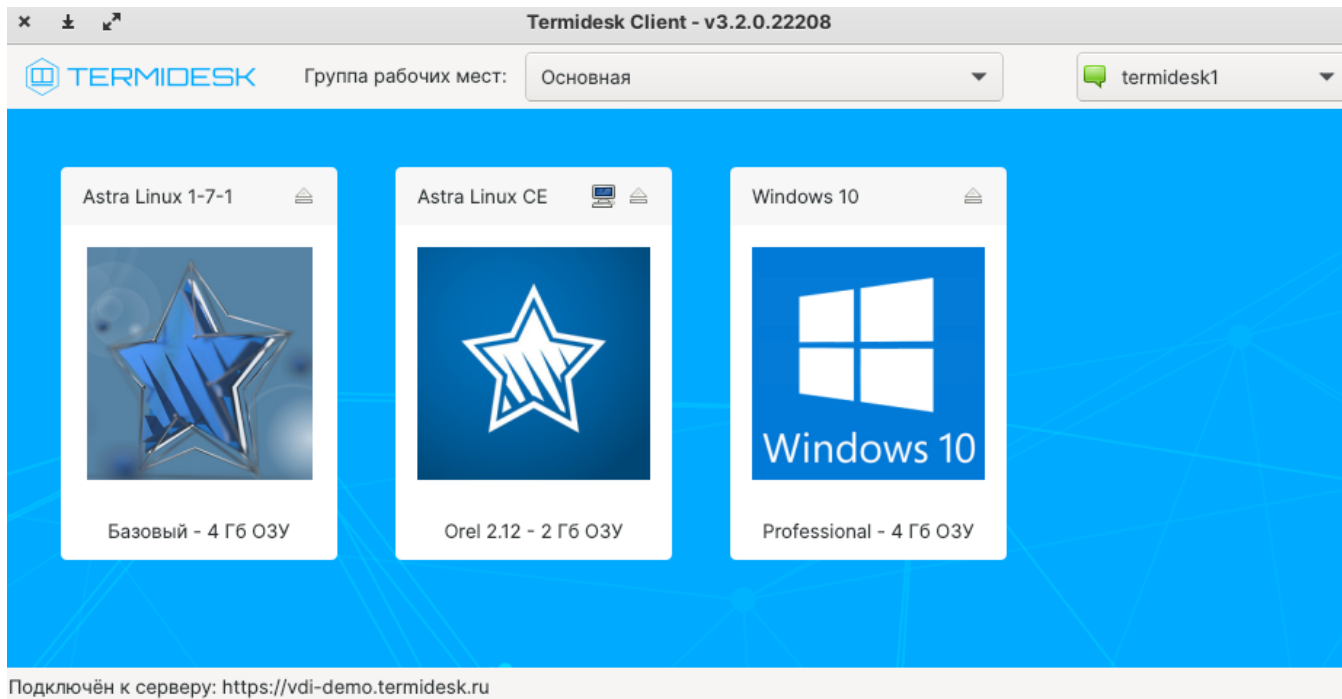 Termidesk Client - v3.2.0.22208
TERMIDESK Группа рабочих мест: Основная termidesk1
Astra Linux 1-7-1 Astra Linux CE Windows 10
Windows 10
Базовый - 4 Гб ОЗУ Orel 2.12 - 2 Гб ОЗУ Professional - 4 Гб ОЗУ
Подключён к серверу: https://vdi-demo.termidesk.ru